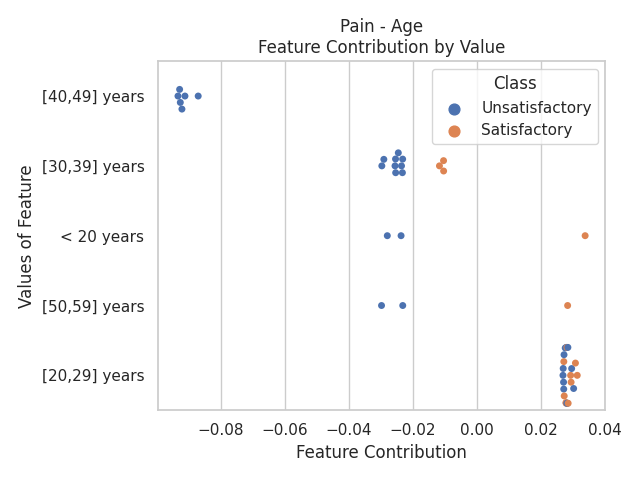 Pain - Age
Feature Contribution by Value
Class
Unsatisfactory
Satisfactory
Values of Feature
[40,49] years
[30,39] years
< 20 years
[50,59] years
[20,29] years
−0.08 −0.06 −0.04 −0.02 0.00 0.02 0.04
Feature Contribution